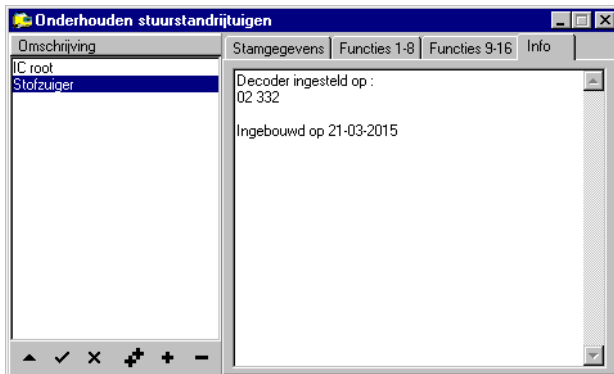 Onderhouden stuurstandrijtuigen
Omschrijving
IC root
Stofzuiger
Stamgegevens
Functies 1-8
Functies 9-16
Info
Decoder ingesteld op :
02 332
Ingebouwd op 21-03-2015